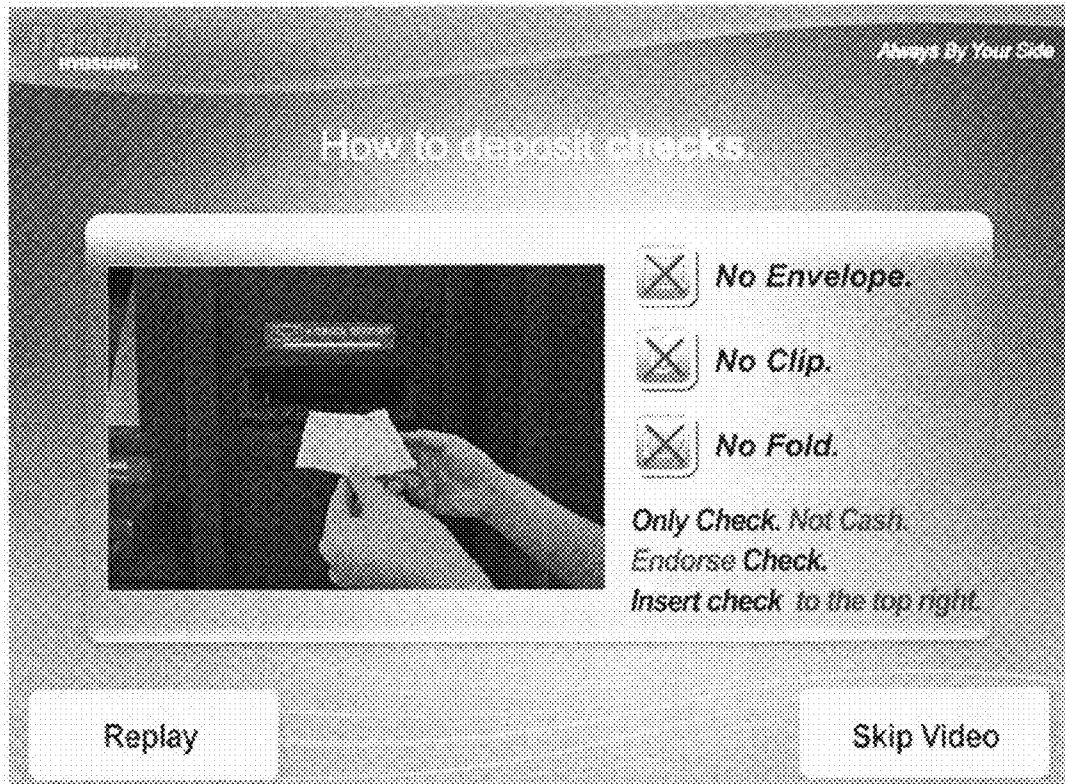 HYOSUNG
Always By Your Side
How to deposit checks.
No Envelope.
No Clip.
No Fold.
Only Check. Not Cash.
Endorse Check.
Insert check to the top right.
Replay
Skip Video